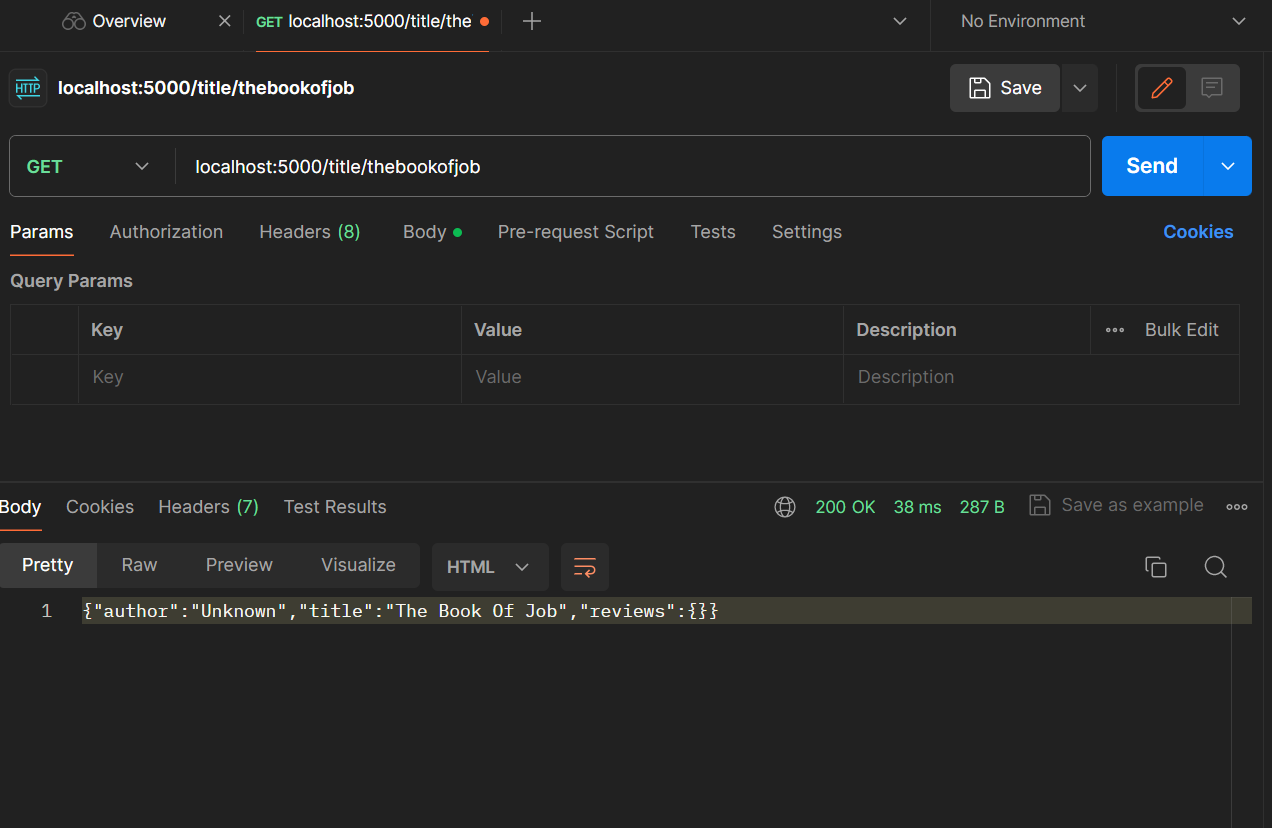 Overview GET localhost:5000/title/the No Environment
HTTP localhost:5000/title/thebookofjob Save
GET localhost:5000/title/thebookofjob Send
Params Authorization Headers (8) Body Pre-request Script Tests Settings Cookies
Query Params
Key Value Description Bulk Edit
Key Value Description
Body Cookies Headers (7) Test Results 200 OK 38 ms 287 B Save as example
Pretty Raw Preview Visualize HTML
1 {"author":"Unknown","title":"The Book Of Job","reviews":{}}